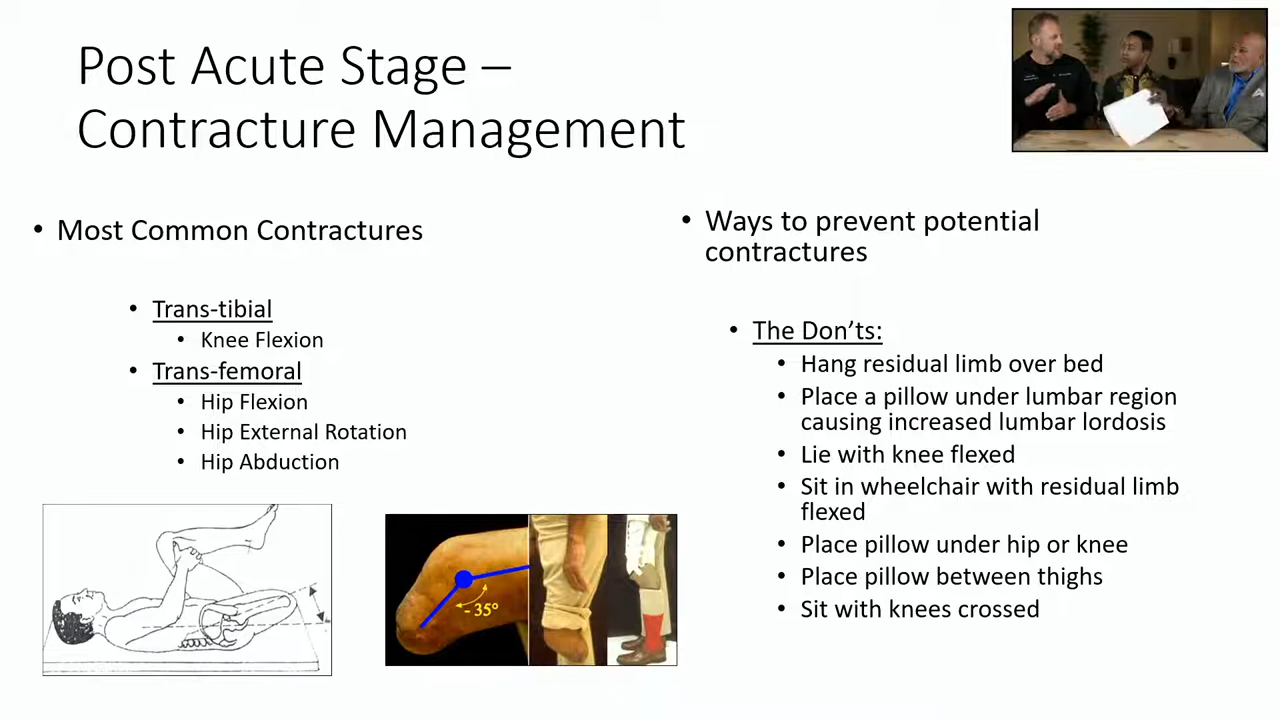 Post Acute Stage –
Contracture Management
• Most Common Contractures
• Trans-tibial
• Knee Flexion
• Trans-femoral
• Hip Flexion
• Hip External Rotation
• Hip Abduction
- 35°
• Ways to prevent potential
contractures
• The Don’ts:
• Hang residual limb over bed
• Place a pillow under lumbar region
causing increased lumbar lordosis
• Lie with knee flexed
• Sit in wheelchair with residual limb
flexed
• Place pillow under hip or knee
• Place pillow between thighs
• Sit with knees crossed